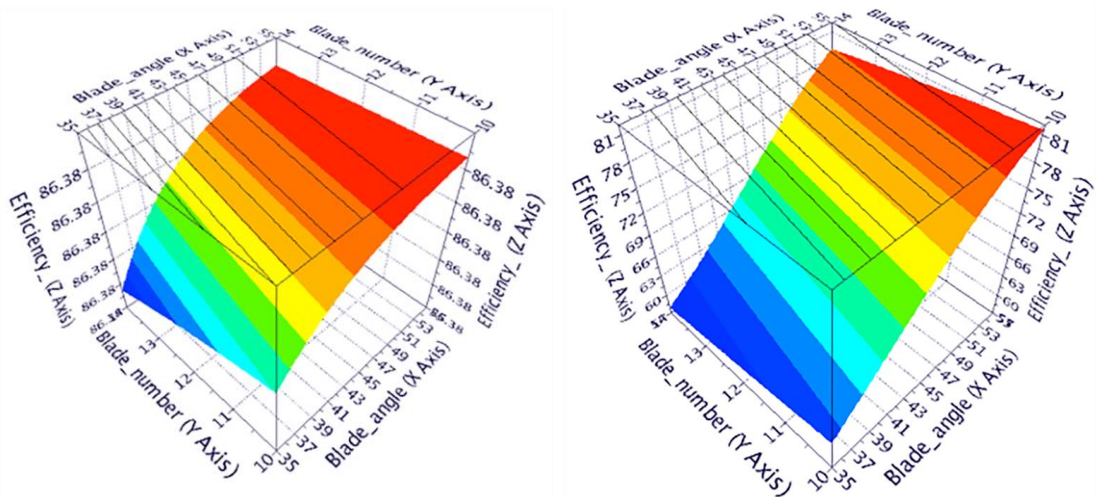 Blade_angle (X Axis)
35 37 39 41 43 45 47 49 51 53 55
Blade_number (Y Axis)
14 13 12 11 10
Efficiency_ (Z Axis)
86.38
86.38
86.38
86.38
86.38
Efficiency_ (Z Axis)
86.38
86.38
86.38
86.38
86.38
86.38
Blade_number (Y Axis)
13 12 11 10
Blade_angle (X Axis)
35 37 39 41 43 45 47 49 51 53
Blade_angle (X Axis)
35 37 39 41 43 45 47 49 51 53 55
Blade_number (Y Axis)
14 13 12 11 10
Efficiency_ (Z Axis)
81
78
75
72
69
66
63
60
Efficiency_ (Z Axis)
81
78
75
72
69
66
63
60
Blade_number (Y Axis)
13 12 11 10
Blade_angle (X Axis)
35 37 39 41 43 45 47 49 51 53